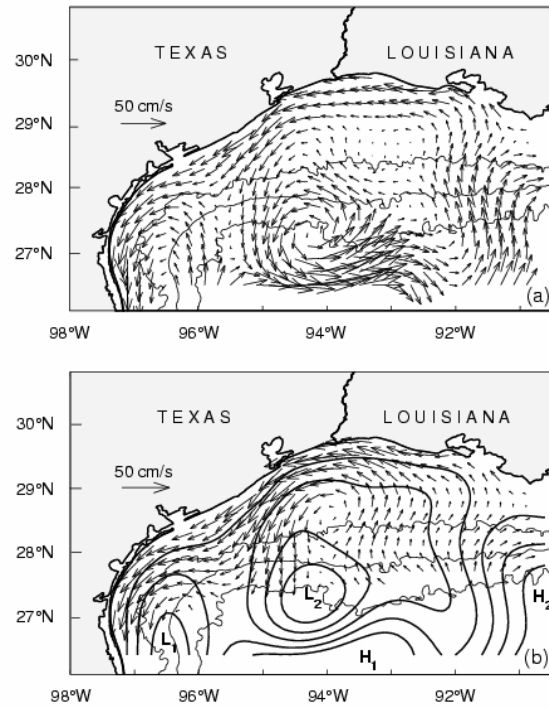 TEXAS LOUISIANA
30°N
50 cm/s
29°N
28°N
27°N
(a)
98°W 96°W 94°W 92°W
TEXAS LOUISIANA
30°N
50 cm/s
29°N
28°N
27°N
L1 L2 H1 H2
(b)
98°W 96°W 94°W 92°W